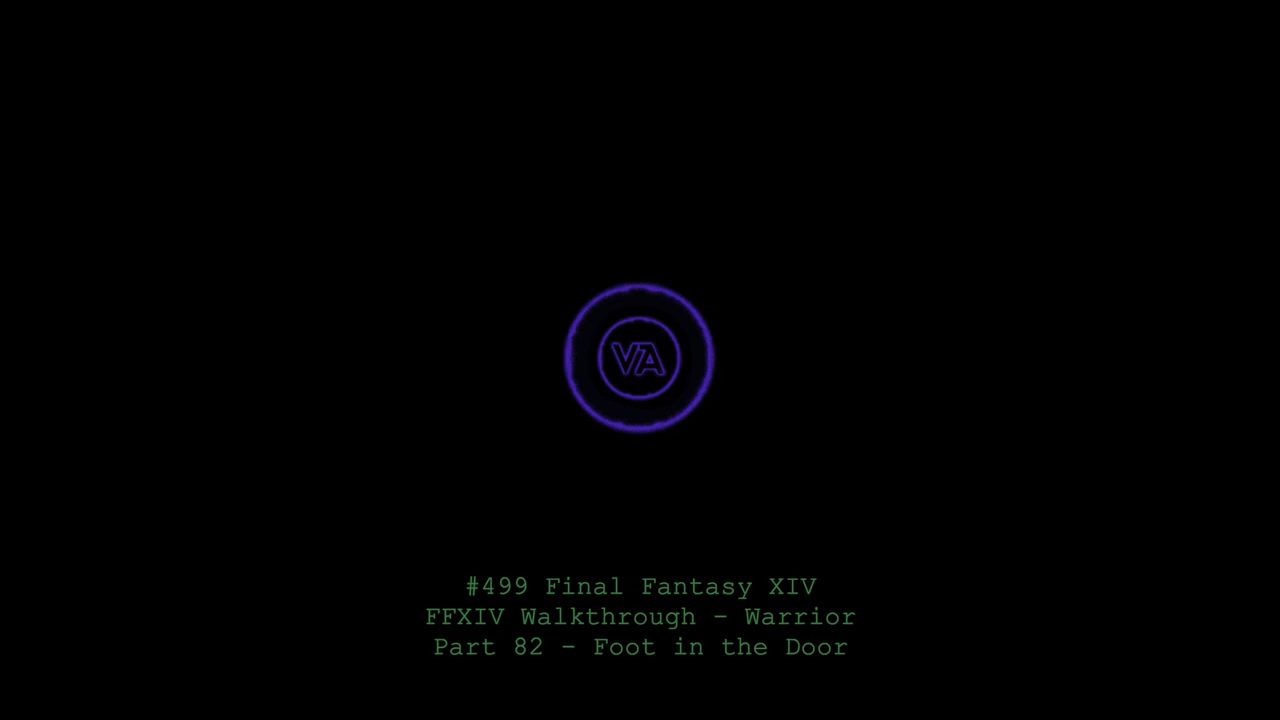 VA
#499 Final Fantasy XIV
FFXIV Walkthrough - Warrior
Part 82 - Foot in the Door